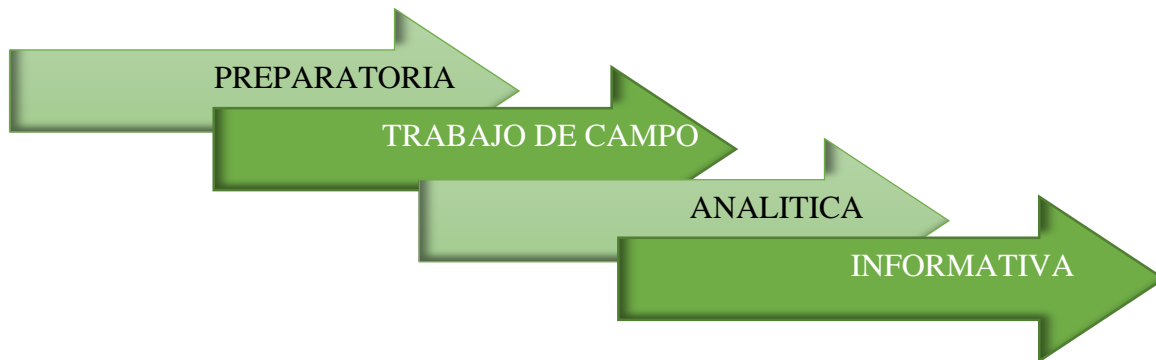 PREPARATORIA
TRABAJO DE CAMPO
ANALITICA
INFORMATIVA